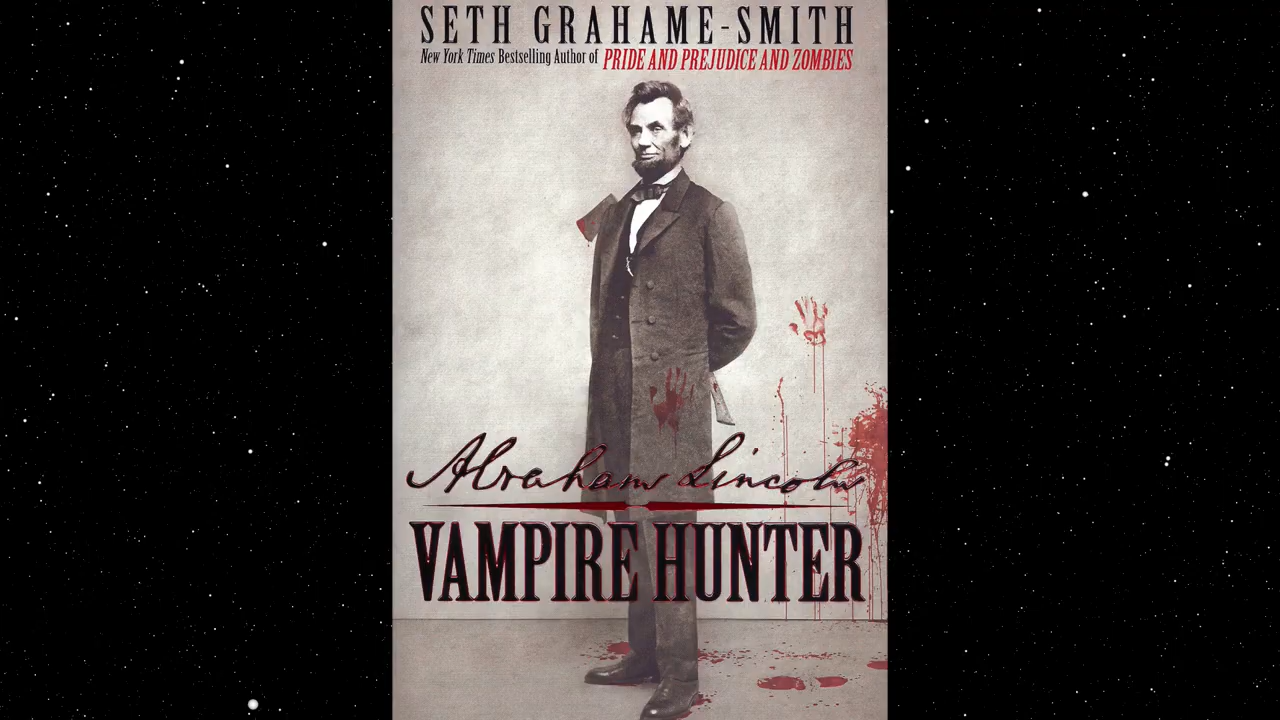 SETH GRAHAME-SMITH
New York Times Bestselling Author of PRIDE AND PREJUDICE AND ZOMBIES
Abraham Lincoln
VAMPIRE HUNTER